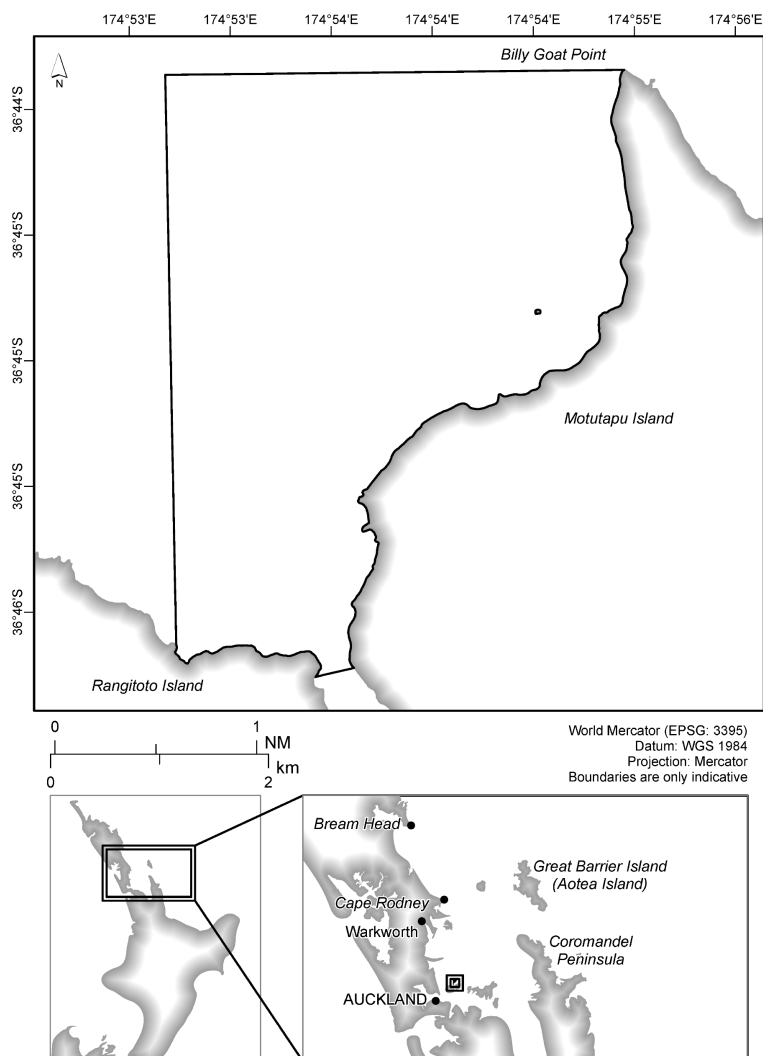 174°53'E 174°53'E 174°54'E 174°54'E 174°54'E 174°55'E 174°56'E
Billy Goat Point
N
36°44'S
36°45'S
36°45'S
Motutapu Island
36°45'S
36°46'S
Rangitoto Island
0 1
NM
km
0 2
World Mercator (EPSG: 3395)
Datum: WGS 1984
Projection: Mercator
Boundaries are only indicative
Bream Head
Great Barrier Island
(Aotea Island)
Cape Rodney
Warkworth
Coromandel
Peninsula
AUCKLAND